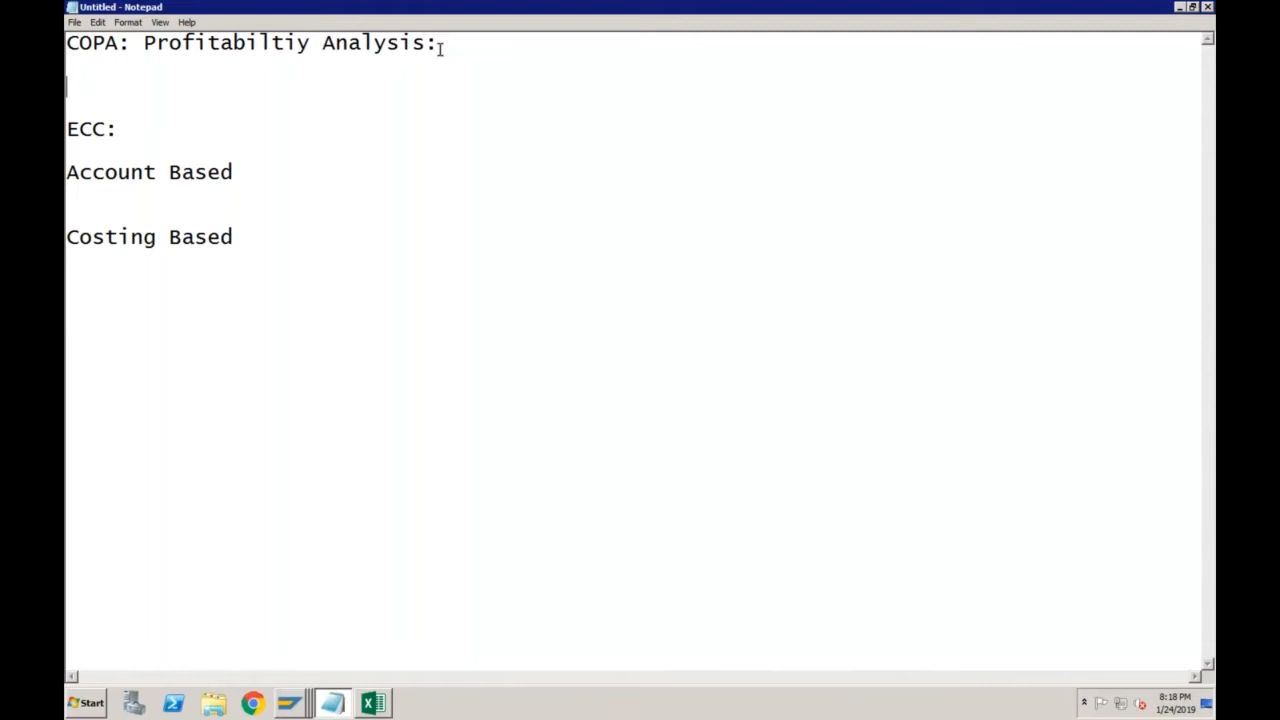 Untitled - Notepad
File Edit Format View Help
COPA: Profitabiltiy Analysis:
ECC:
Account Based
Costing Based
Start
8:18 PM
1/24/2019